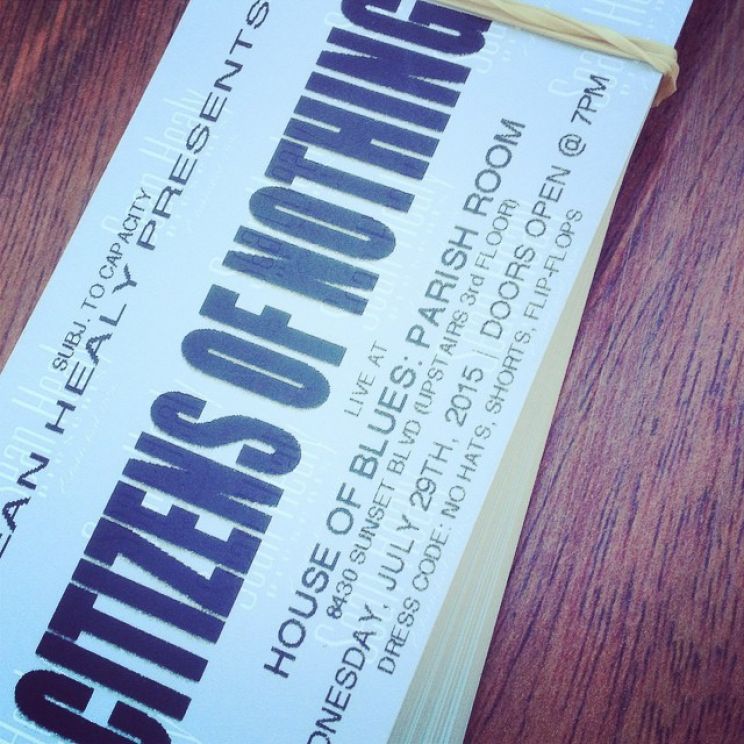 SUBJ. TO CAPACITY
EAN HEALY PRESENTS
CITIZENS OF NOTHING
LIVE AT
HOUSE OF BLUES: PARISH ROOM
8430 SUNSET BLVD (UPSTAIRS 3rd FLOOR)
DNESDAY, JULY 29TH, 2015 | DOORS OPEN @ 7PM
DRESS CODE: NO HATS, SHORTS, FLIP-FLOPS